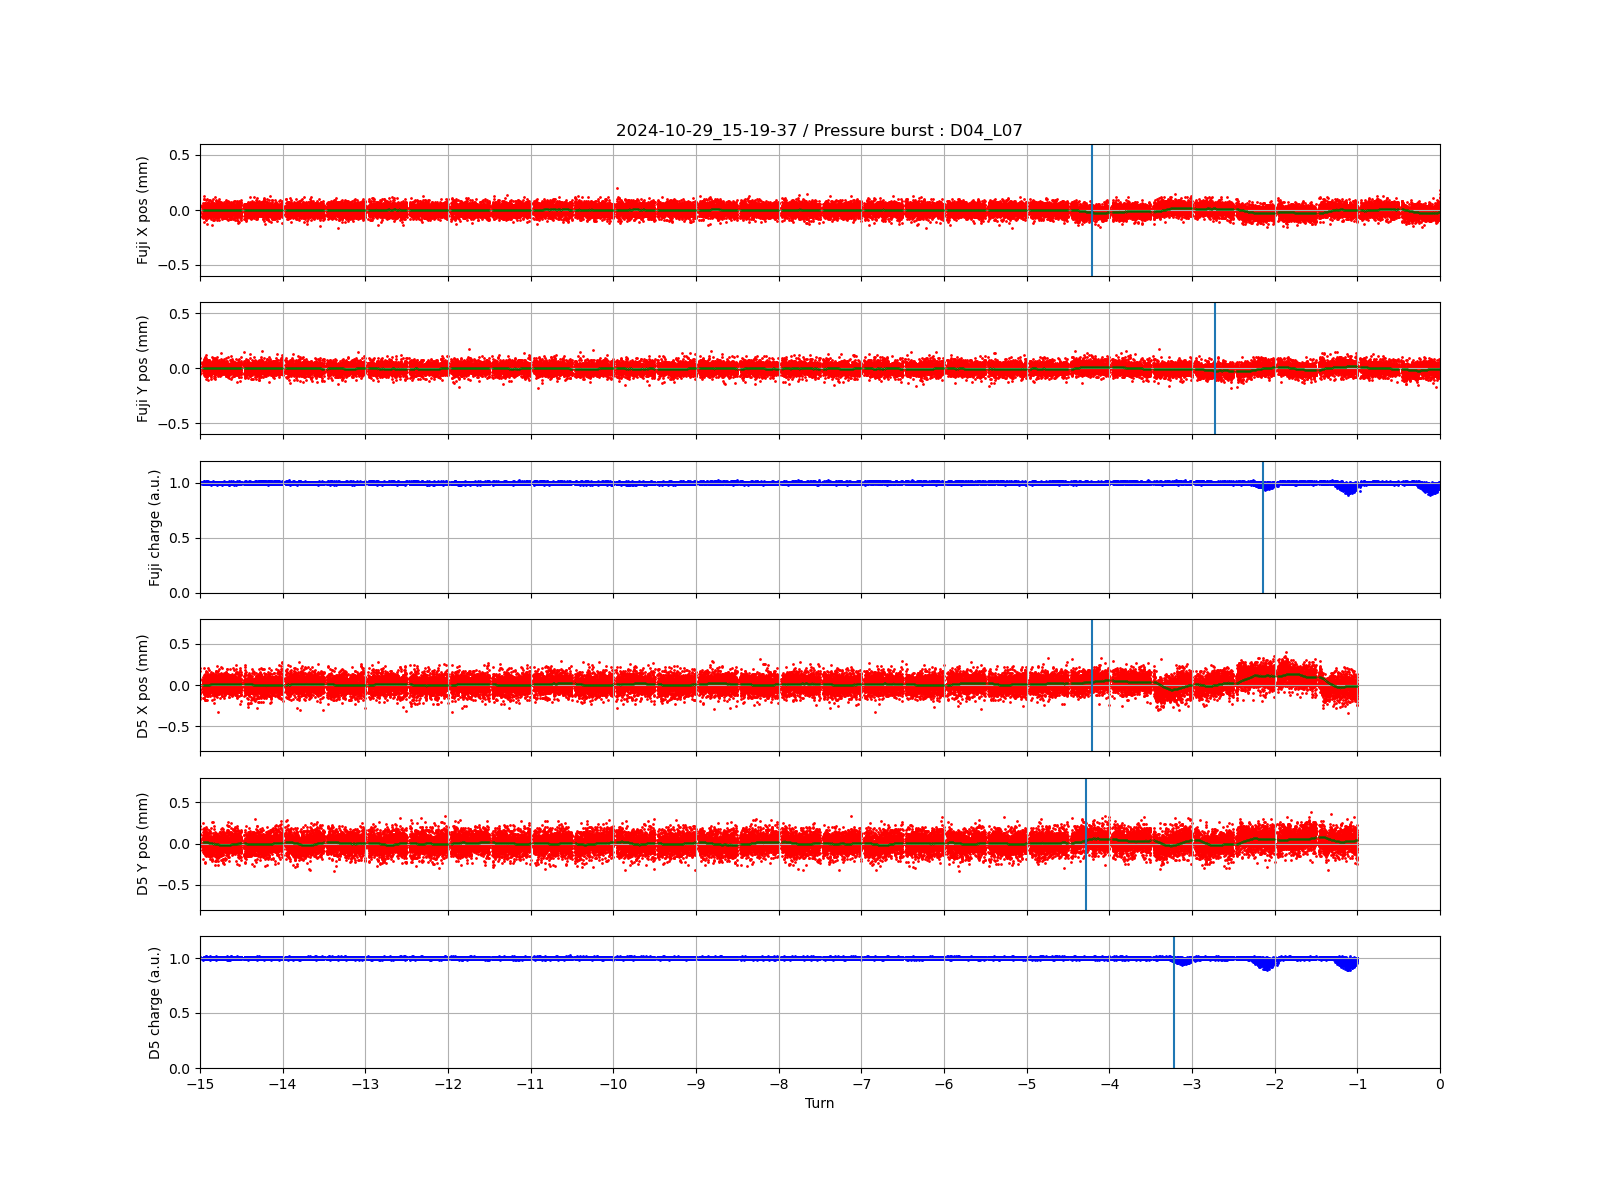 2024-10-29_15-19-37 / Pressure burst : D04_L07
Fuji X pos (mm)
0.5
0.0
−0.5
Fuji Y pos (mm)
0.5
0.0
−0.5
Fuji charge (a.u.)
1.0
0.5
0.0
D5 X pos (mm)
0.5
0.0
−0.5
D5 Y pos (mm)
0.5
0.0
−0.5
D5 charge (a.u.)
1.0
0.5
0.0
−15 −14 −13 −12 −11 −10 −9 −8 −7 −6 −5 −4 −3 −2 −1 0
Turn